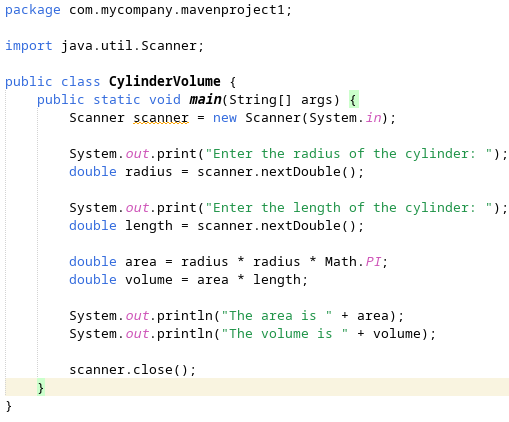 package com.mycompany.mavenproject1;
import java.util.Scanner;
public class CylinderVolume {
public static void main(String[] args) {
Scanner scanner = new Scanner(System.in);
System.out.print("Enter the radius of the cylinder: ");
double radius = scanner.nextDouble();
System.out.print("Enter the length of the cylinder: ");
double length = scanner.nextDouble();
double area = radius * radius * Math.PI;
double volume = area * length;
System.out.println("The area is " + area);
System.out.println("The volume is " + volume);
scanner.close();
}
}